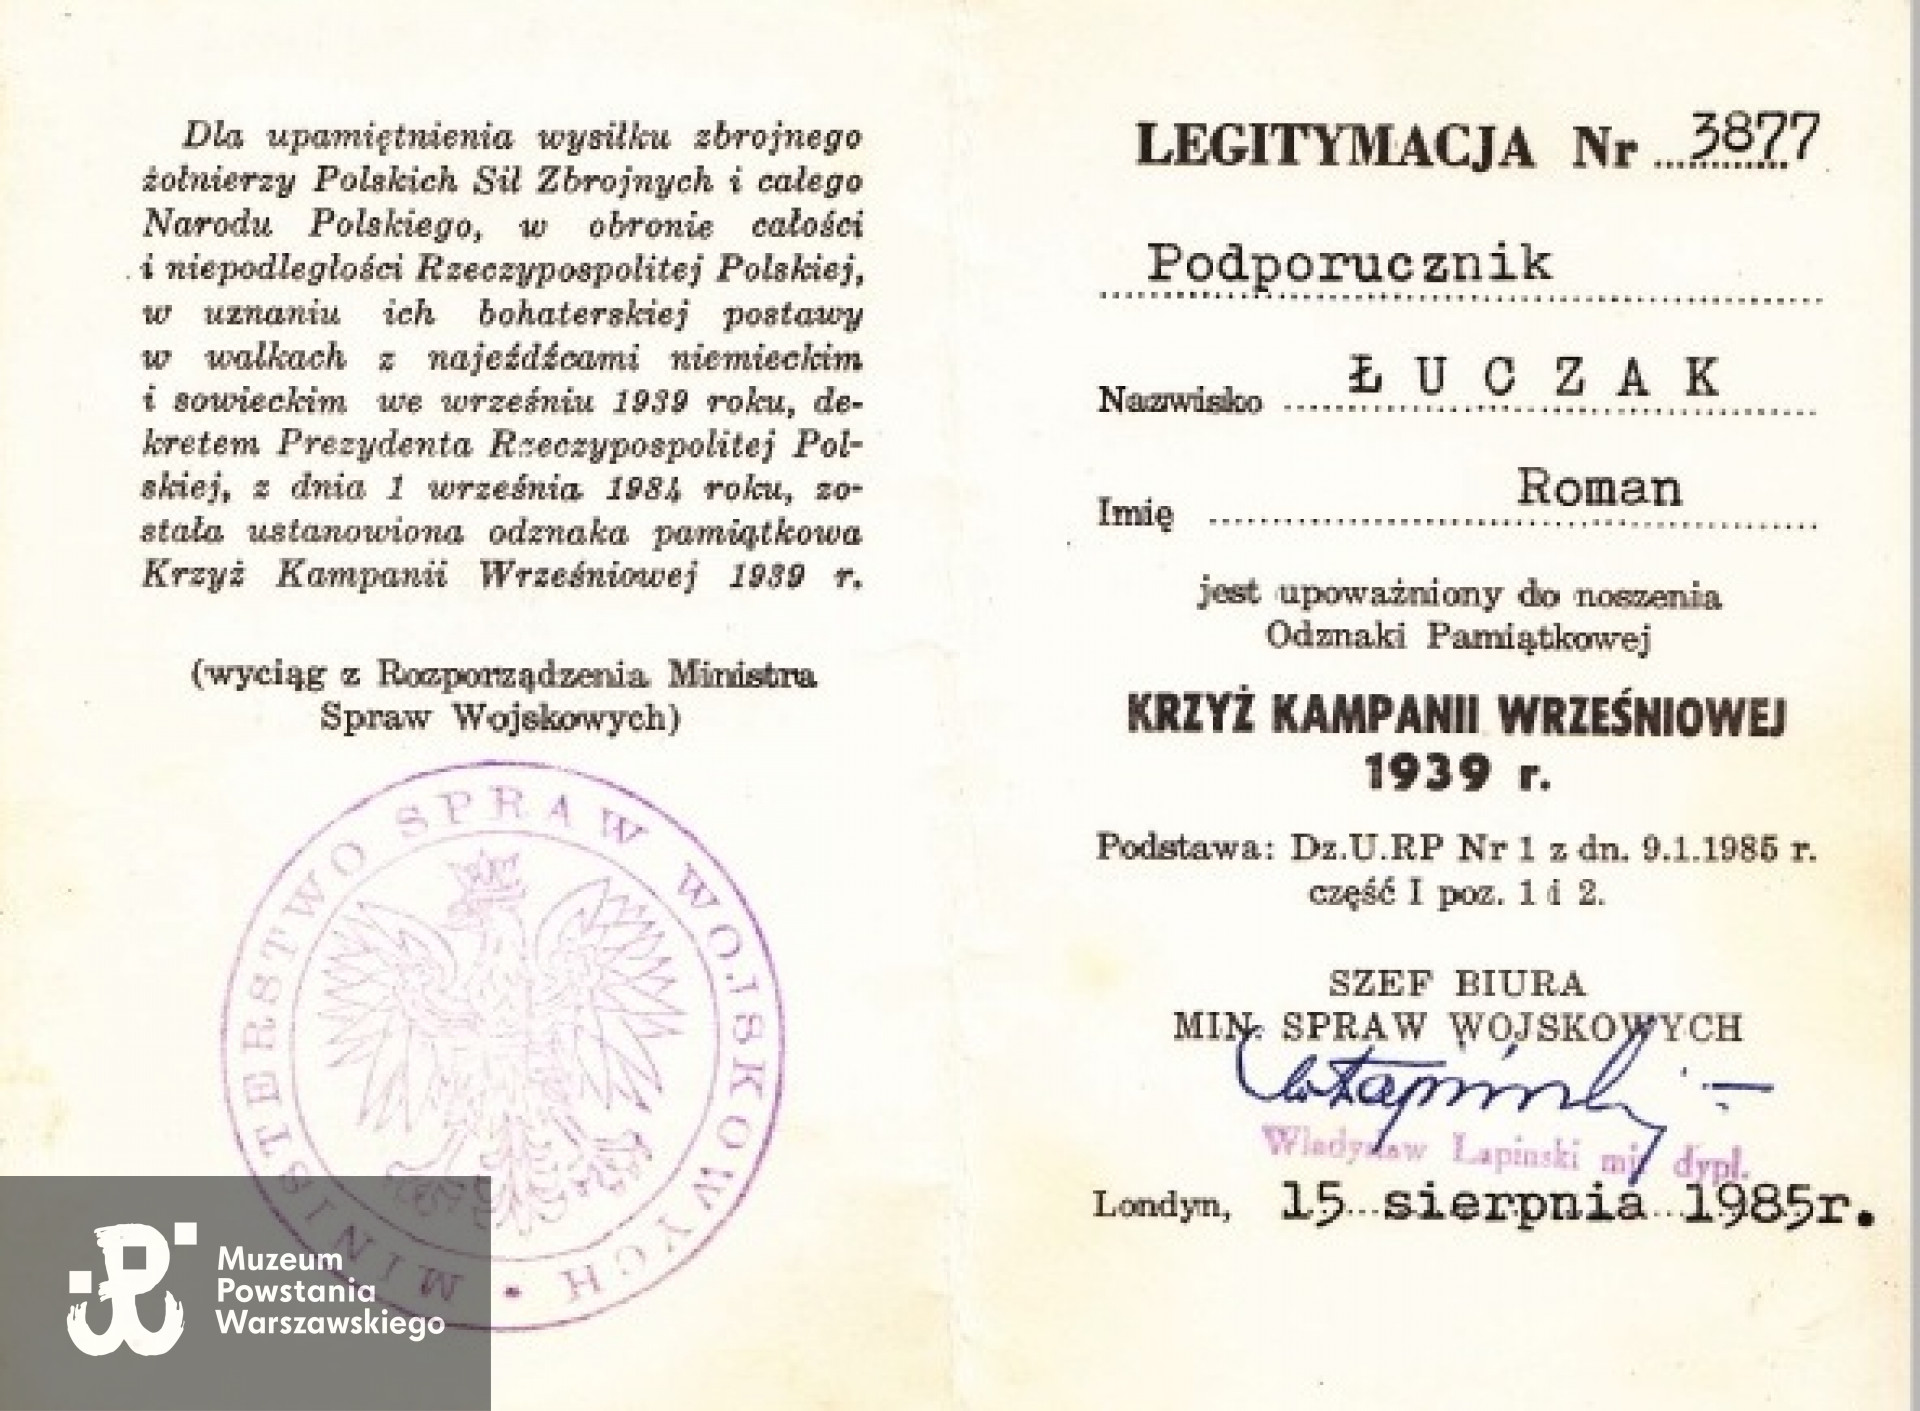 Dla upamiętnienia wysiłku zbrojnego
żołnierzy Polskich Sił Zbrojnych i całego
Narodu Polskiego, w obronie całości
i niepodległości Rzeczypospolitej Polskiej,
w uznaniu ich bohaterskiej postawy
w walkach z najeźdźcami niemieckim
i sowieckim we wrześniu 1939 roku, de-
kretem Prezydenta Rzeczypospolitej Pol-
skiej, z dnia 1 września 1984 roku, zo-
stała ustanowiona odznaka pamiątkowa
Krzyż Kampanii Wrześniowej 1939 r.
(wyciąg z Rozporządzenia Ministra
Spraw Wojskowych)
MINISTERSTWO SPRAW WOJSKOWYCH •
Muzeum
Powstania
Warszawskiego
LEGITYMACJA Nr 3877
Podporucznik
Nazwisko ŁUCZAK
Imię Roman
jest upoważniony do noszenia
Odznaki Pamiątkowej
KRZYŻ KAMPANII WRZEŚNIOWEJ
1939 r.
Podstawa: Dz.U.RP Nr 1 z dn. 9.1.1985 r.
część I poz. 1 i 2.
SZEF BIURA
MIN. SPRAW WOJSKOWYCH
Władysław Łapinski mjr dypl.
Londyn, 15 sierpnia 1985r.